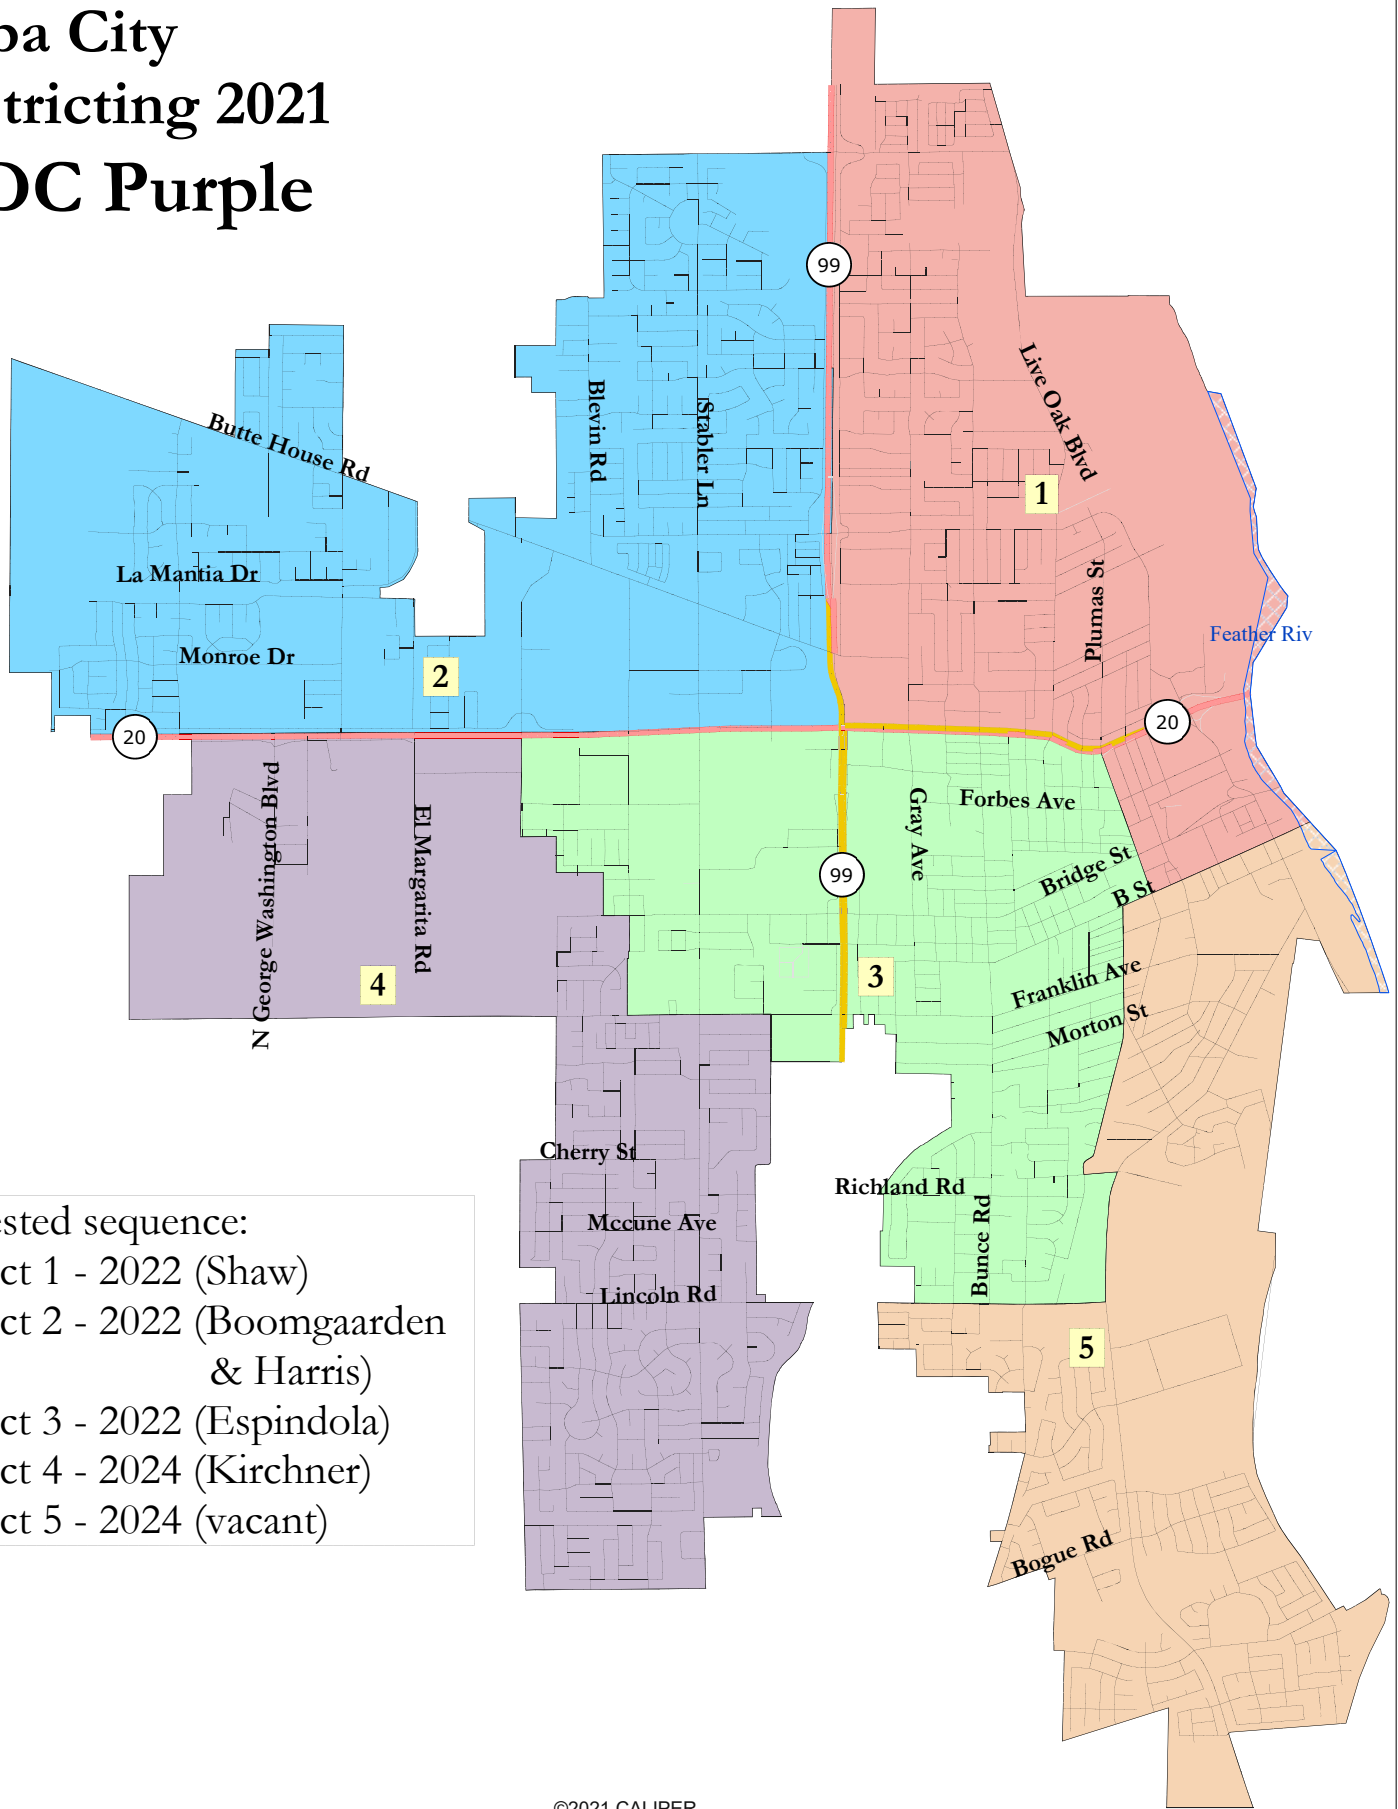 ba City
tricting 2021
DC Purple
99
Live Oak Blvd
Blevin Rd
Stabler Ln
Butte House Rd
1
La Mantia Dr
Plumas St
Feather Riv
Monroe Dr
2
20
20
N George Washington Blvd
El Margarita Rd
Gray Ave
Forbes Ave
Bridge St
B St
99
4
3
Franklin Ave
Morton St
Cherry St
Richland Rd
Mccune Ave
Bunce Rd
Lincoln Rd
5
Bogue Rd
ested sequence:
ct 1 - 2022 (Shaw)
ct 2 - 2022 (Boomgaarden
& Harris)
ct 3 - 2022 (Espindola)
ct 4 - 2024 (Kirchner)
ct 5 - 2024 (vacant)
©2021 CALIPER